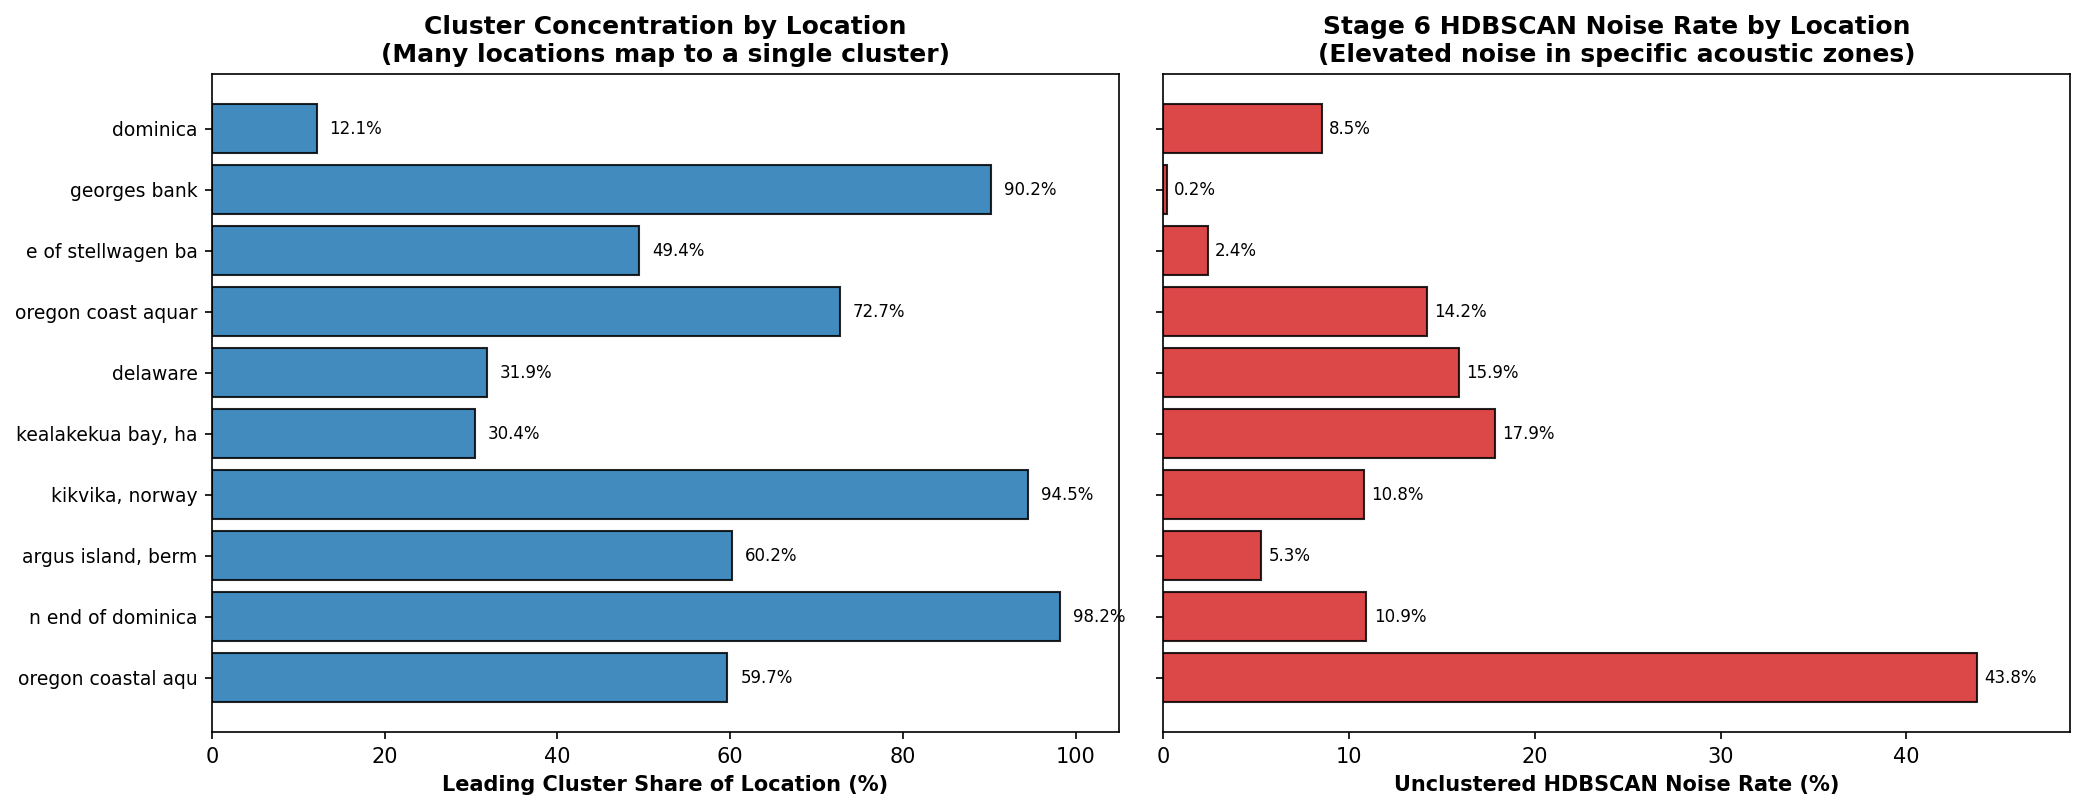 Cluster Concentration by Location
(Many locations map to a single cluster)
dominica
12.1%
georges bank
90.2%
e of stellwagen ba
49.4%
oregon coast aquar
72.7%
delaware
31.9%
kealakekua bay, ha
30.4%
kikvika, norway
94.5%
argus island, berm
60.2%
n end of dominica
98.2%
oregon coastal aqu
59.7%
0 20 40 60 80 100
Leading Cluster Share of Location (%)
Stage 6 HDBSCAN Noise Rate by Location
(Elevated noise in specific acoustic zones)
8.5%
0.2%
2.4%
14.2%
15.9%
17.9%
10.8%
5.3%
10.9%
43.8%
0 10 20 30 40
Unclustered HDBSCAN Noise Rate (%)